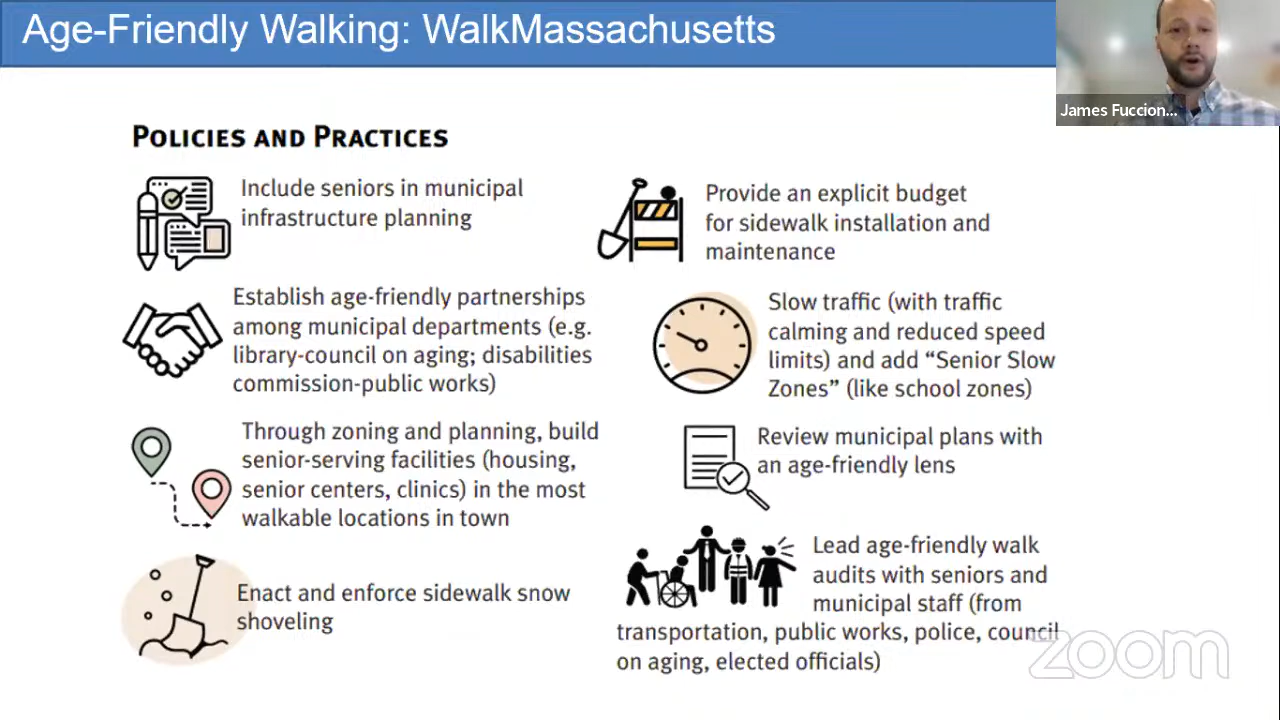 Age-Friendly Walking: WalkMassachusetts
James Fuccion...
POLICIES AND PRACTICES
Include seniors in municipal
infrastructure planning
Establish age-friendly partnerships
among municipal departments (e.g.
library-council on aging; disabilities
commission-public works)
Through zoning and planning, build
senior-serving facilities (housing,
senior centers, clinics) in the most
walkable locations in town
Enact and enforce sidewalk snow
shoveling
Provide an explicit budget
for sidewalk installation and
maintenance
Slow traffic (with traffic
calming and reduced speed
limits) and add “Senior Slow
Zones” (like school zones)
Review municipal plans with
an age-friendly lens
Lead age-friendly walk
audits with seniors and
municipal staff (from
transportation, public works, police, council
on aging, elected officials)
zoom